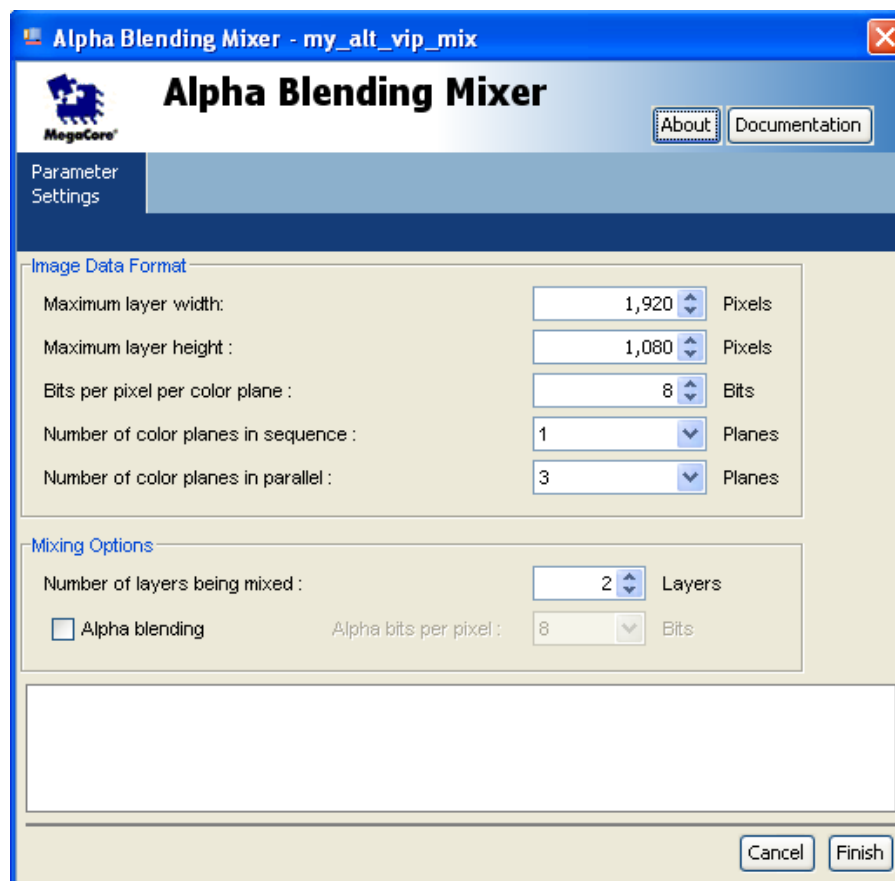 Alpha Blending Mixer - my_alt_vip_mix
MegaCore®
Alpha Blending Mixer
About
Documentation
Parameter
Settings
Image Data Format
Maximum layer width: 1,920 Pixels
Maximum layer height : 1,080 Pixels
Bits per pixel per color plane : 8 Bits
Number of color planes in sequence : 1 Planes
Number of color planes in parallel : 3 Planes
Mixing Options
Number of layers being mixed : 2 Layers
Alpha blending Alpha bits per pixel : 8 Bits
Cancel
Finish